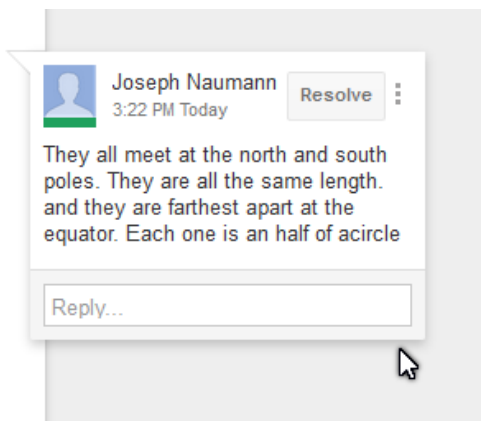 Joseph Naumann
Resolve
3:22 PM Today
They all meet at the north and south
poles. They are all the same length.
and they are farthest apart at the
equator. Each one is an half of acircle
Reply...